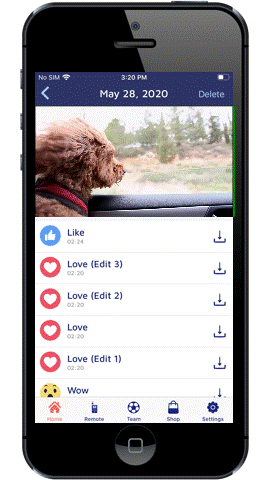 No SIM 3:20 PM
May 28, 2020 Delete
Like
02:24
Love (Edit 3)
02:20
Love (Edit 2)
02:20
Love
02:20
Love (Edit 1)
02:20
Wow
Home Remote Team Shop Settings